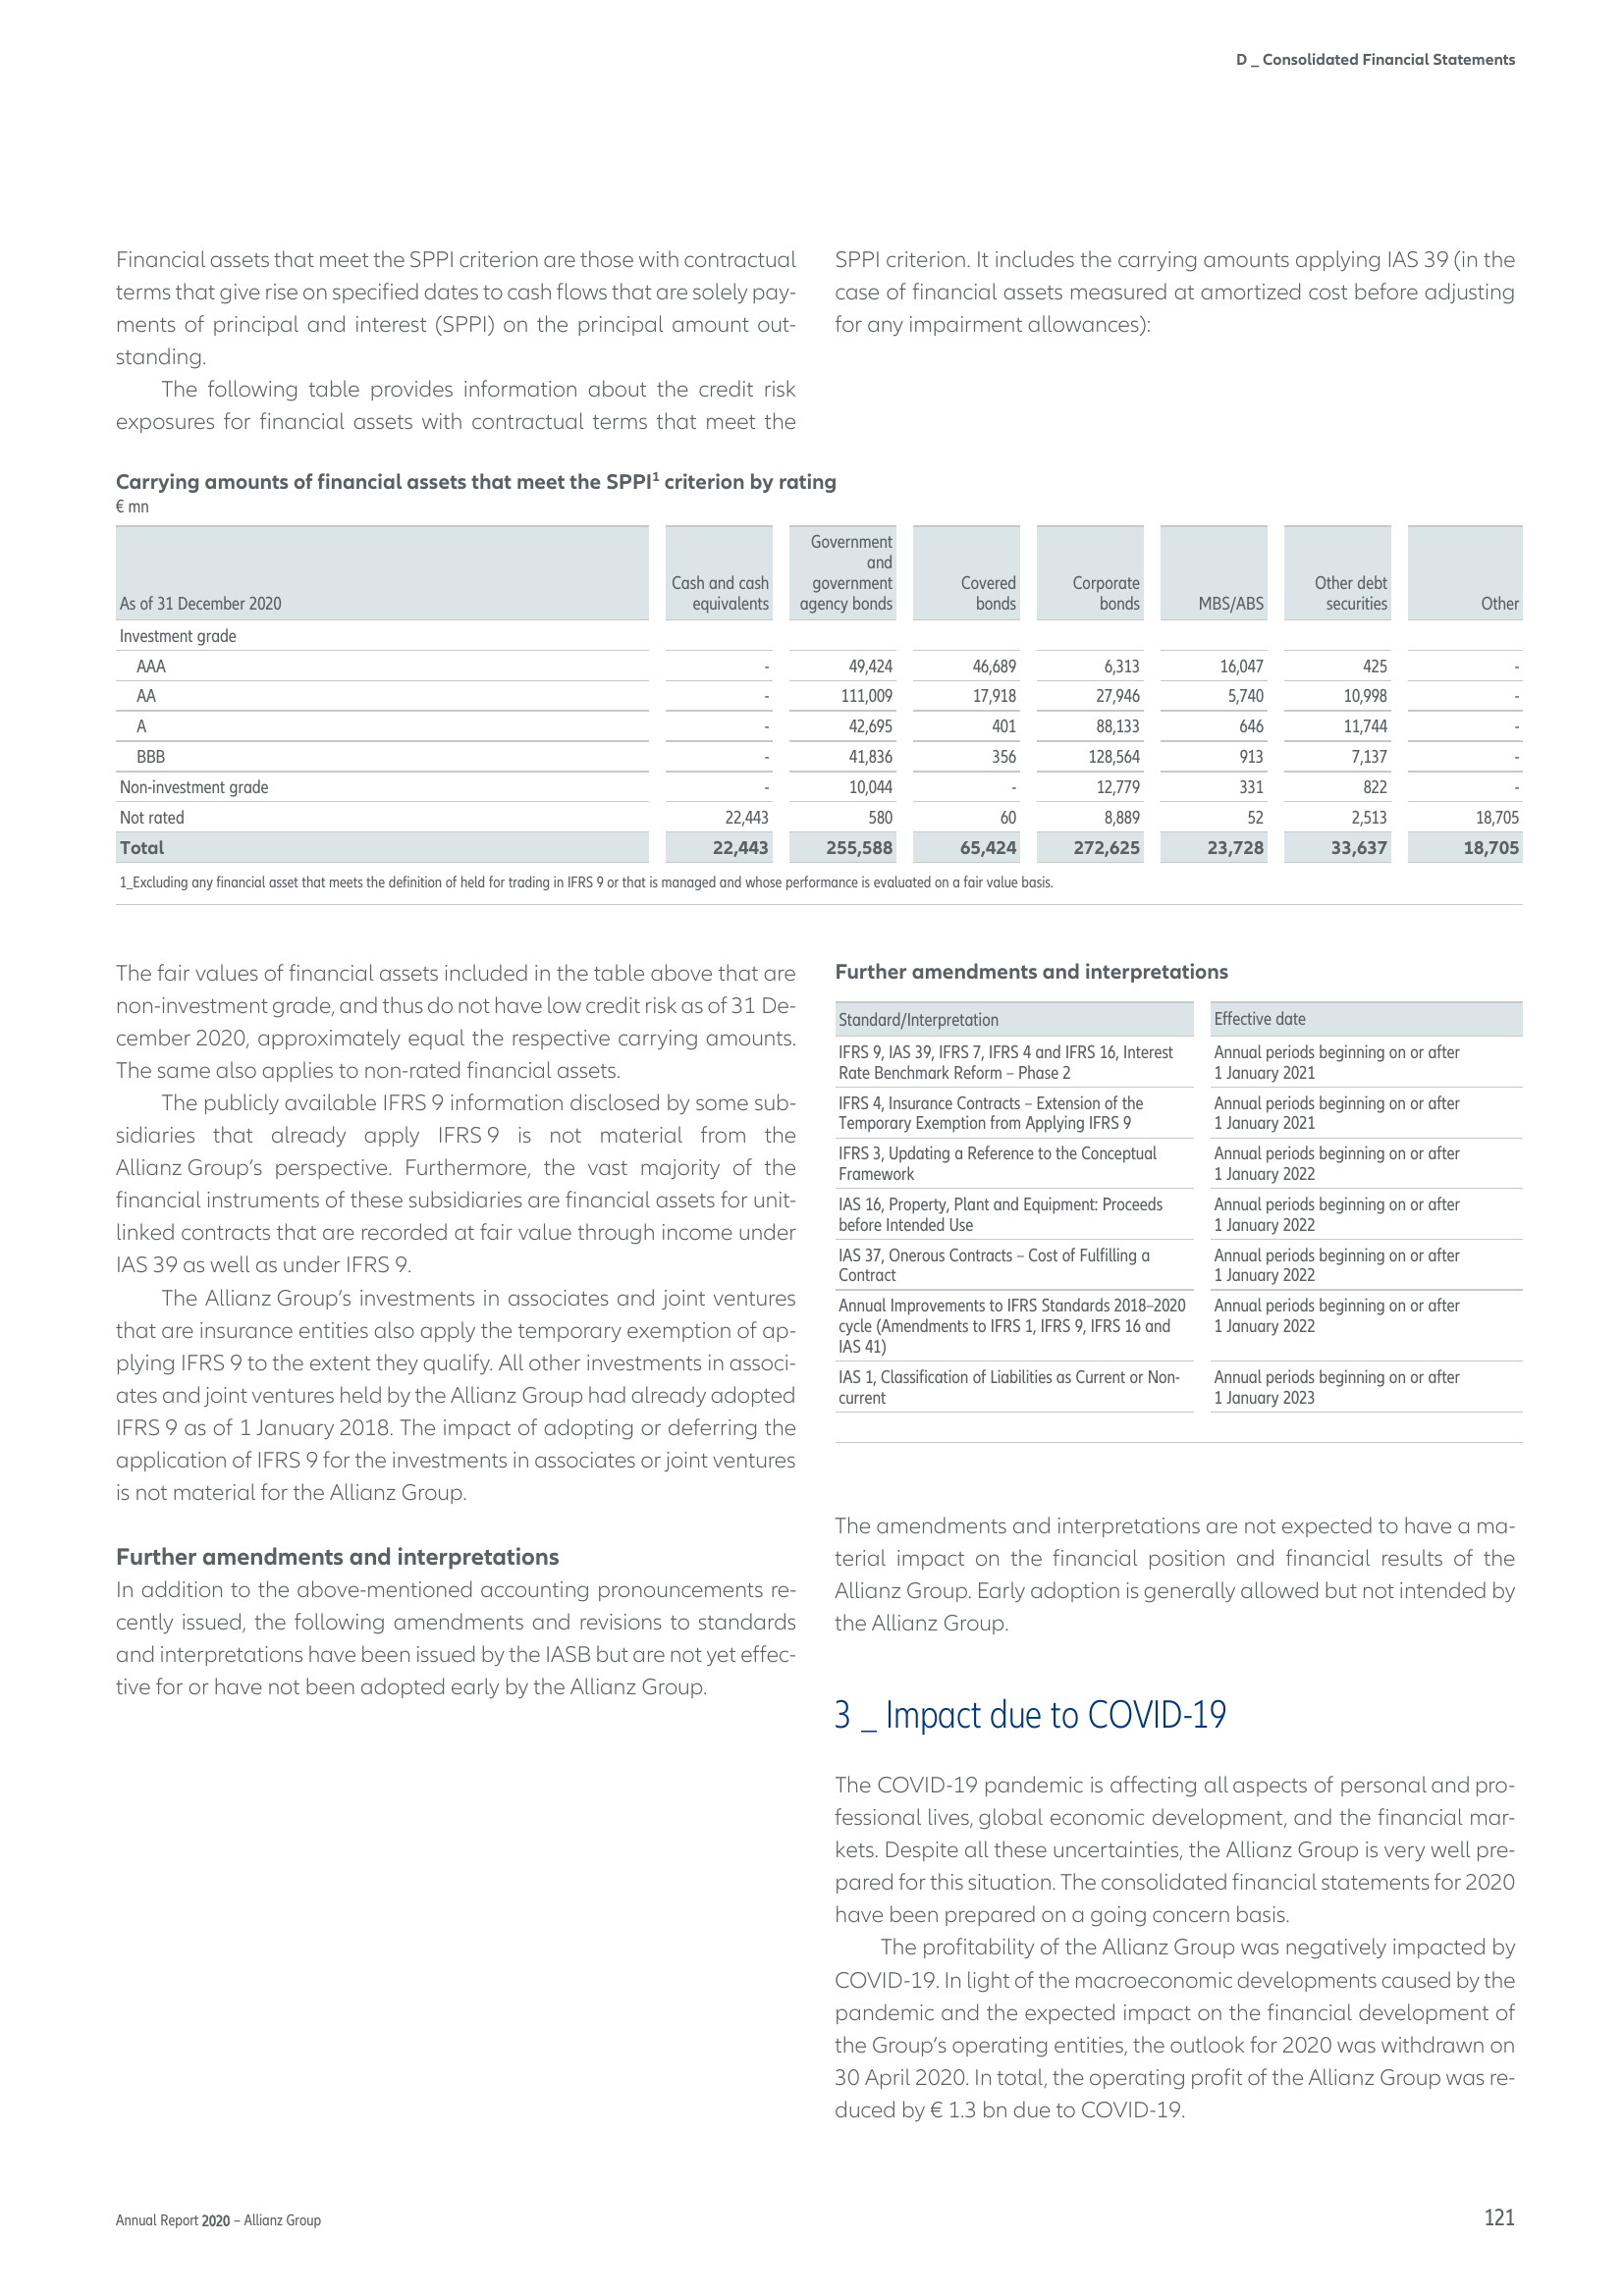 D _ Consolidated Financial Statements
Financial assets that meet the SPPI criterion are those with contractual
terms that give rise on specified dates to cash flows that are solely pay-
ments of principal and interest (SPPI) on the principal amount out-
standing.
The following table provides information about the credit risk
exposures for financial assets with contractual terms that meet the
SPPI criterion. It includes the carrying amounts applying IAS 39 (in the
case of financial assets measured at amortized cost before adjusting
for any impairment allowances):
Carrying amounts of financial assets that meet the SPPI1 criterion by rating
€ mn
As of 31 December 2020 Cash and cash equivalents Government and government agency bonds Covered bonds Corporate bonds MBS/ABS Other debt securities Other
Investment grade
AAA - 49,424 46,689 6,313 16,047 425 -
AA - 111,009 17,918 27,946 5,740 10,998 -
A - 42,695 401 88,133 646 11,744 -
BBB - 41,836 356 128,564 913 7,137 -
Non-investment grade - 10,044 - 12,779 331 822 -
Not rated 22,443 580 60 8,889 52 2,513 18,705
Total 22,443 255,588 65,424 272,625 23,728 33,637 18,705
1_Excluding any financial asset that meets the definition of held for trading in IFRS 9 or that is managed and whose performance is evaluated on a fair value basis.
The fair values of financial assets included in the table above that are
non-investment grade, and thus do not have low credit risk as of 31 De-
cember 2020, approximately equal the respective carrying amounts.
The same also applies to non-rated financial assets.
The publicly available IFRS 9 information disclosed by some sub-
sidiaries that already apply IFRS 9 is not material from the
Allianz Group's perspective. Furthermore, the vast majority of the
financial instruments of these subsidiaries are financial assets for unit-
linked contracts that are recorded at fair value through income under
IAS 39 as well as under IFRS 9.
The Allianz Group's investments in associates and joint ventures
that are insurance entities also apply the temporary exemption of ap-
plying IFRS 9 to the extent they qualify. All other investments in associ-
ates and joint ventures held by the Allianz Group had already adopted
IFRS 9 as of 1 January 2018. The impact of adopting or deferring the
application of IFRS 9 for the investments in associates or joint ventures
is not material for the Allianz Group.
Further amendments and interpretations
In addition to the above-mentioned accounting pronouncements re-
cently issued, the following amendments and revisions to standards
and interpretations have been issued by the IASB but are not yet effec-
tive for or have not been adopted early by the Allianz Group.
Further amendments and interpretations
Standard/Interpretation Effective date
IFRS 9, IAS 39, IFRS 7, IFRS 4 and IFRS 16, Interest Annual periods beginning on or after
Rate Benchmark Reform – Phase 2 1 January 2021
IFRS 4, Insurance Contracts – Extension of the Annual periods beginning on or after
Temporary Exemption from Applying IFRS 9 1 January 2021
IFRS 3, Updating a Reference to the Conceptual Annual periods beginning on or after
Framework 1 January 2022
IAS 16, Property, Plant and Equipment: Proceeds Annual periods beginning on or after
before Intended Use 1 January 2022
IAS 37, Onerous Contracts – Cost of Fulfilling a Annual periods beginning on or after
Contract 1 January 2022
Annual Improvements to IFRS Standards 2018–2020 Annual periods beginning on or after
cycle (Amendments to IFRS 1, IFRS 9, IFRS 16 and 1 January 2022
IAS 41)
IAS 1, Classification of Liabilities as Current or Non- Annual periods beginning on or after
current 1 January 2023
The amendments and interpretations are not expected to have a ma-
terial impact on the financial position and financial results of the
Allianz Group. Early adoption is generally allowed but not intended by
the Allianz Group.
3 _ Impact due to COVID-19
The COVID-19 pandemic is affecting all aspects of personal and pro-
fessional lives, global economic development, and the financial mar-
kets. Despite all these uncertainties, the Allianz Group is very well pre-
pared for this situation. The consolidated financial statements for 2020
have been prepared on a going concern basis.
The profitability of the Allianz Group was negatively impacted by
COVID-19. In light of the macroeconomic developments caused by the
pandemic and the expected impact on the financial development of
the Group's operating entities, the outlook for 2020 was withdrawn on
30 April 2020. In total, the operating profit of the Allianz Group was re-
duced by € 1.3 bn due to COVID-19.
Annual Report 2020 – Allianz Group
121